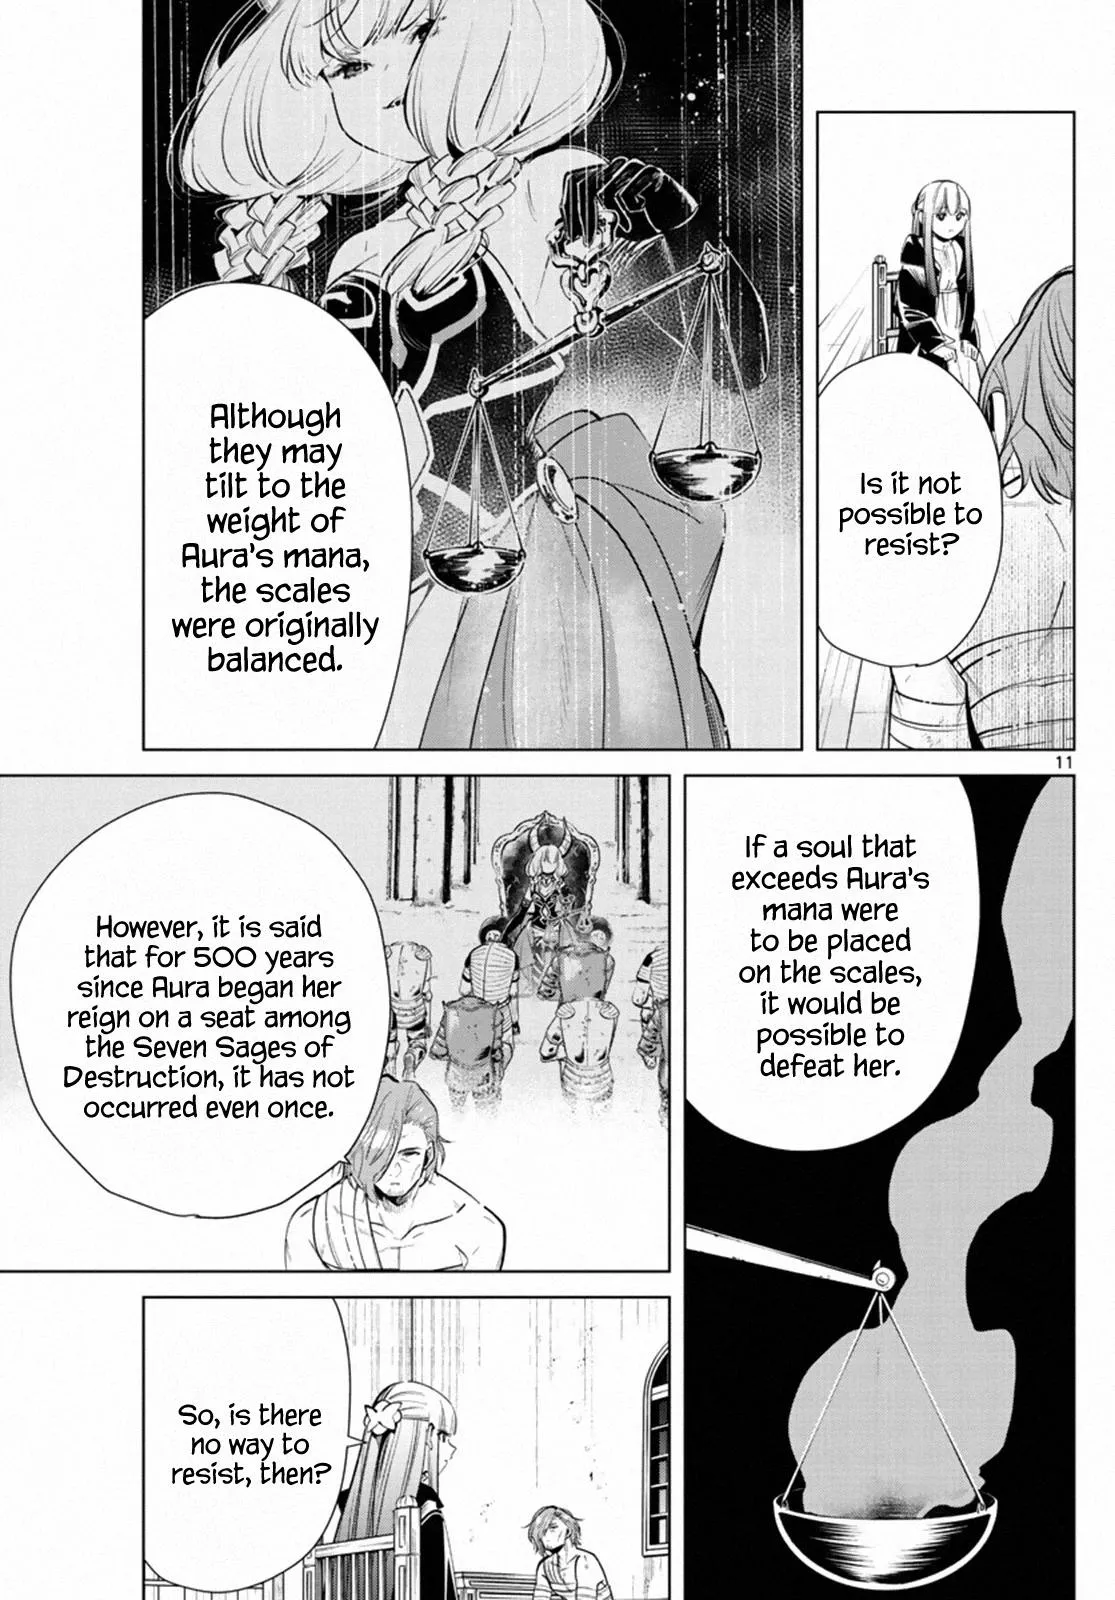 Is it not
possible to
resist?
Although
they may
tilt to the
weight of
Aura's mana,
the scales
were originally
balanced.
11
If a soul that
exceeds Aura's
mana were
to be placed
on the scales,
it would be
possible to
defeat her.
However, it is said
that for 500 years
since Aura began her
reign on a seat among
the Seven Sages of
Destruction, it has not
occurred even once.
So, is there
no way to
resist, then?